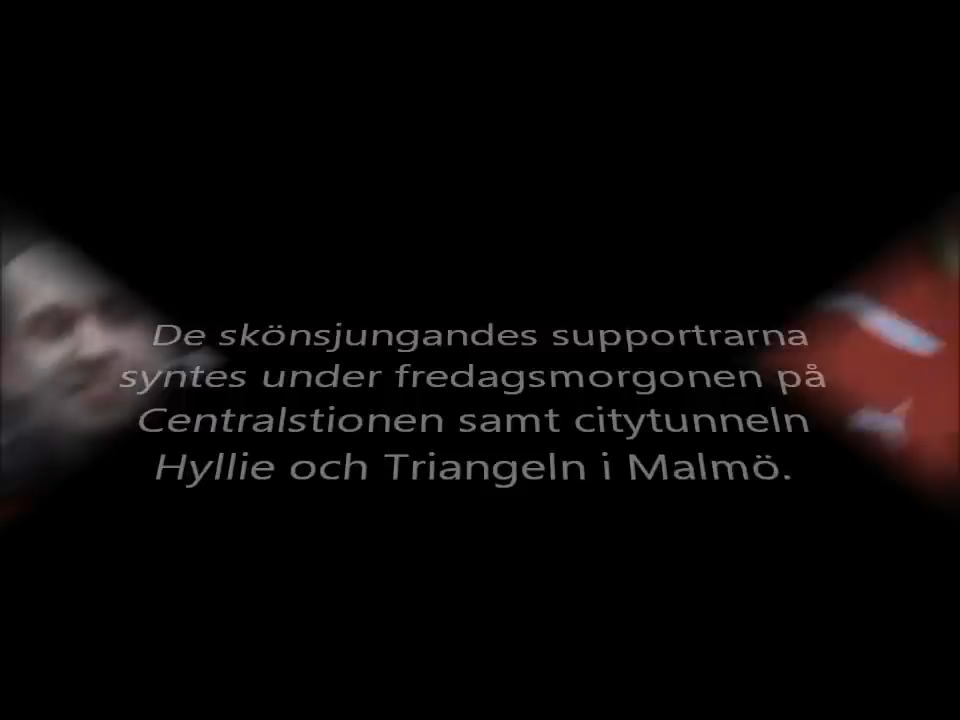 De skönsjungandes supportrarna
syntes under fredagsmorgonen på
Centralstionen samt citytunneln
Hyllie och Triangeln i Malmö.